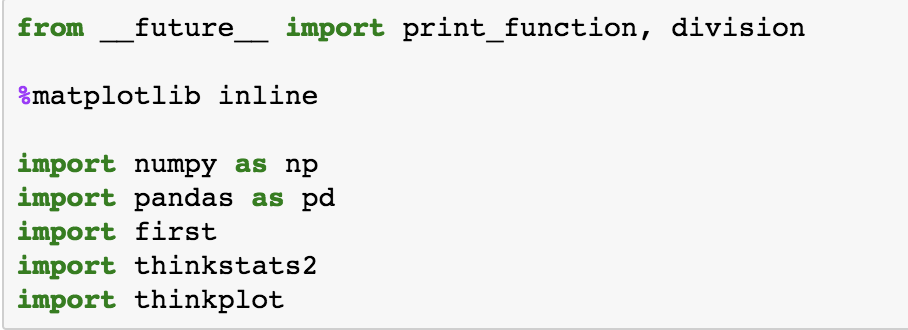 from __future__ import print_function, division
%matplotlib inline
import numpy as np
import pandas as pd
import first
import thinkstats2
import thinkplot